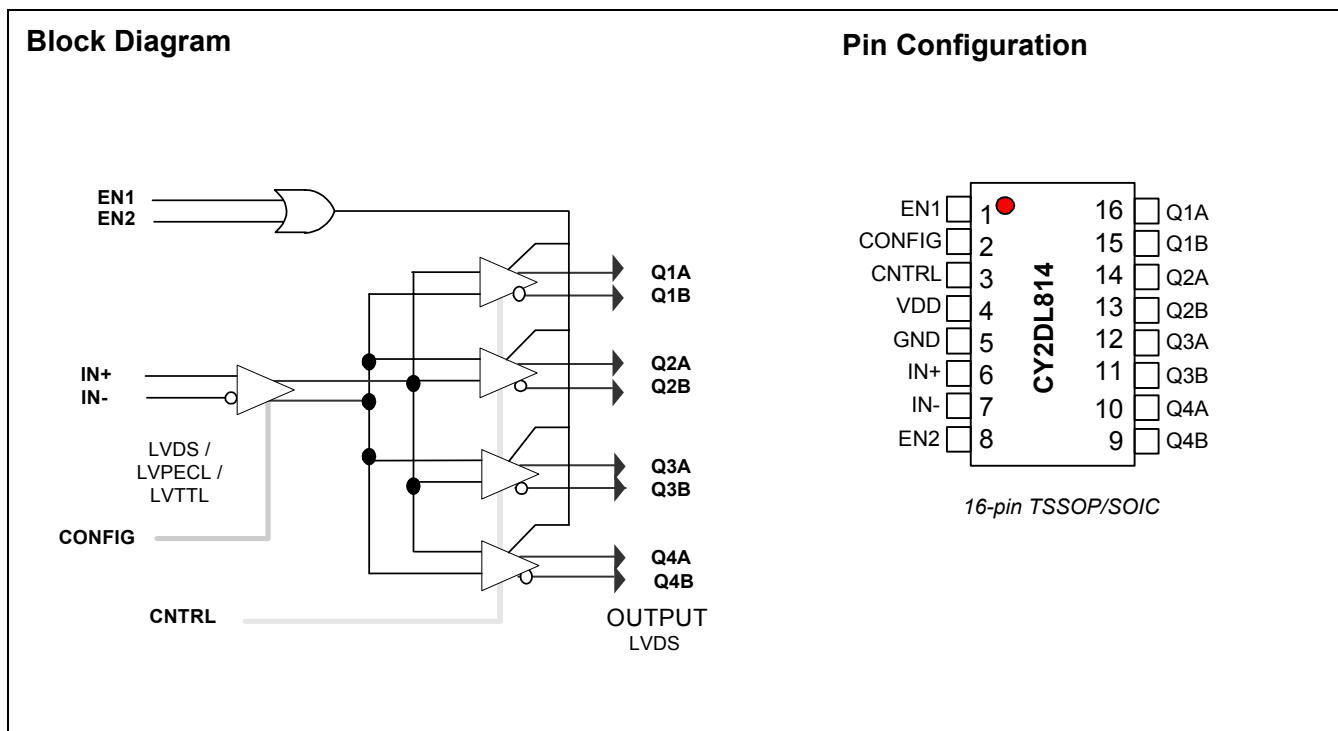 Block Diagram
EN1
EN2
IN+
IN-
LVDS /
LVPECL /
LVTTL
CONFIG
CNTRL
Q1A
Q1B
Q2A
Q2B
Q3A
Q3B
Q4A
Q4B
OUTPUT
LVDS
Pin Configuration
EN1 1 16 Q1A
CONFIG 2 15 Q1B
CNTRL 3 14 Q2A
VDD 4 13 Q2B
GND 5 12 Q3A
IN+ 6 11 Q3B
IN- 7 10 Q4A
EN2 8 9 Q4B
CY2DL814
16-pin TSSOP/SOIC